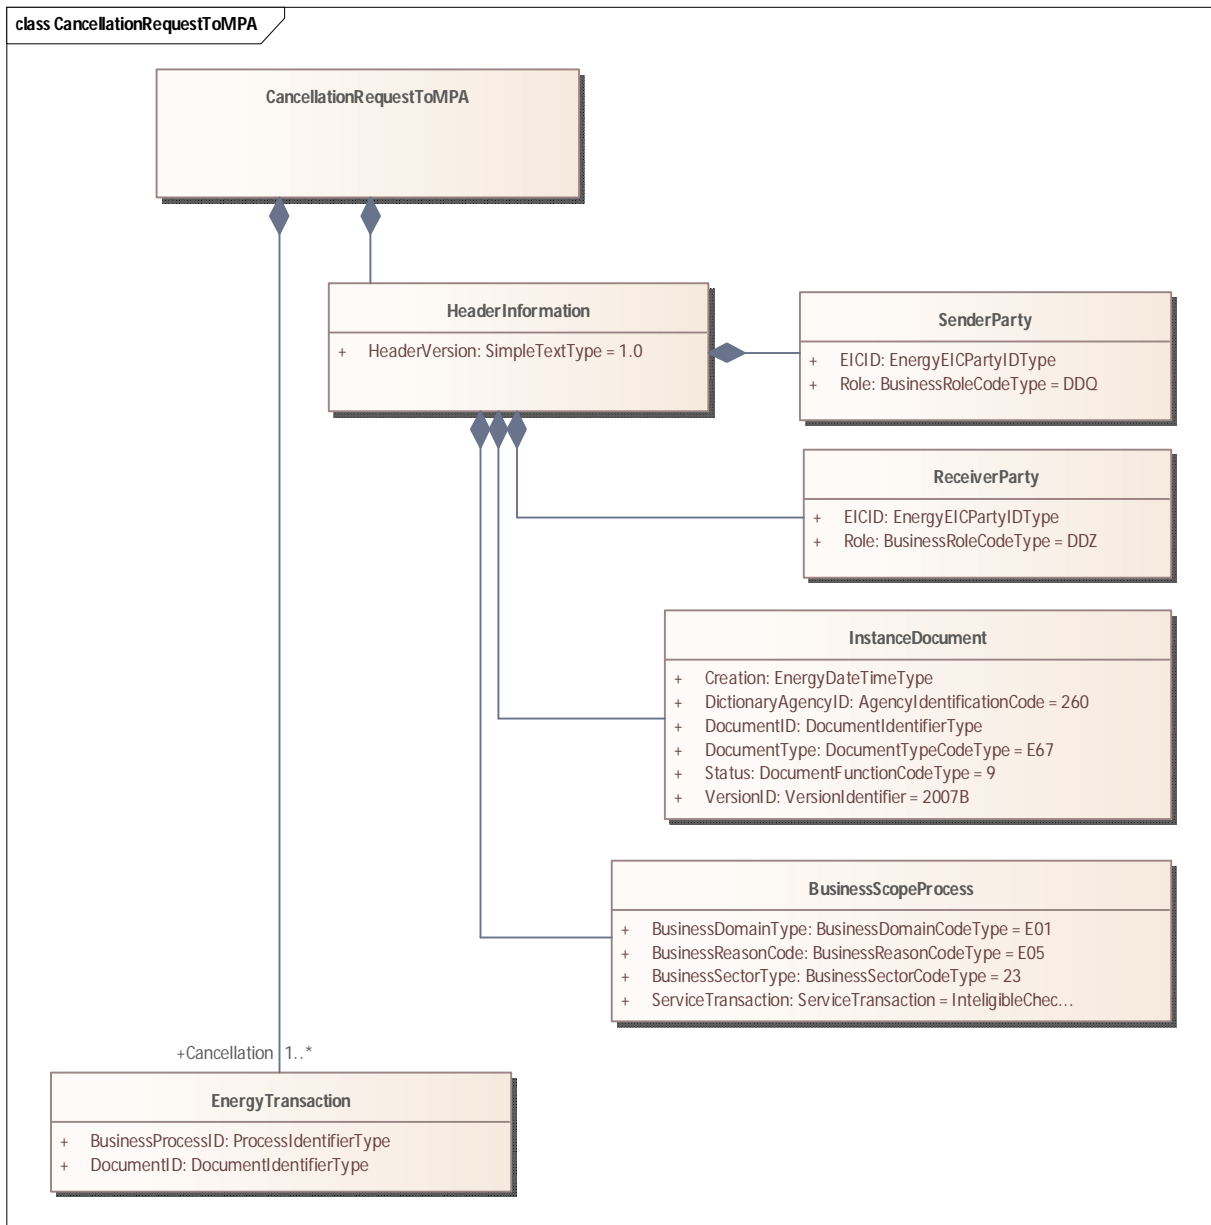 class CancellationRequestToMPA
CancellationRequestToMPA
HeaderInformation
+ HeaderVersion: SimpleTextType = 1.0
SenderParty
+ EICID: EnergyEICPartyIDType
+ Role: BusinessRoleCodeType = DDQ
ReceiverParty
+ EICID: EnergyEICPartyIDType
+ Role: BusinessRoleCodeType = DDZ
InstanceDocument
+ Creation: EnergyDateTimeType
+ DictionaryAgencyID: AgencyIdentificationCode = 260
+ DocumentID: DocumentIdentifierType
+ DocumentType: DocumentTypeCodeType = E67
+ Status: DocumentFunctionCodeType = 9
+ VersionID: VersionIdentifier = 2007B
BusinessScopeProcess
+ BusinessDomainType: BusinessDomainCodeType = E01
+ BusinessReasonCode: BusinessReasonCodeType = E05
+ BusinessSectorType: BusinessSectorCodeType = 23
+ ServiceTransaction: ServiceTransaction = InteligibleChec...
+Cancellation 1..*
EnergyTransaction
+ BusinessProcessID: ProcessIdentifierType
+ DocumentID: DocumentIdentifierType